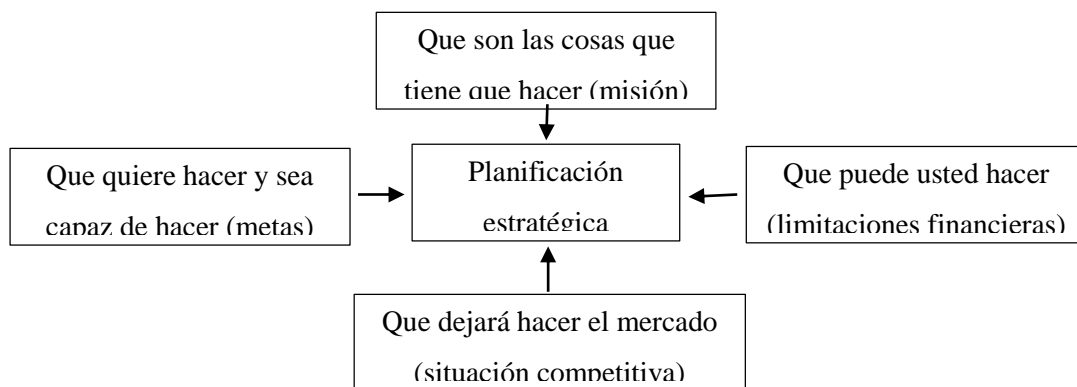 Que son las cosas que
tiene que hacer (misión)
Que quiere hacer y sea
capaz de hacer (metas)
Planificación
estratégica
Que puede usted hacer
(limitaciones financieras)
Que dejará hacer el mercado
(situación competitiva)